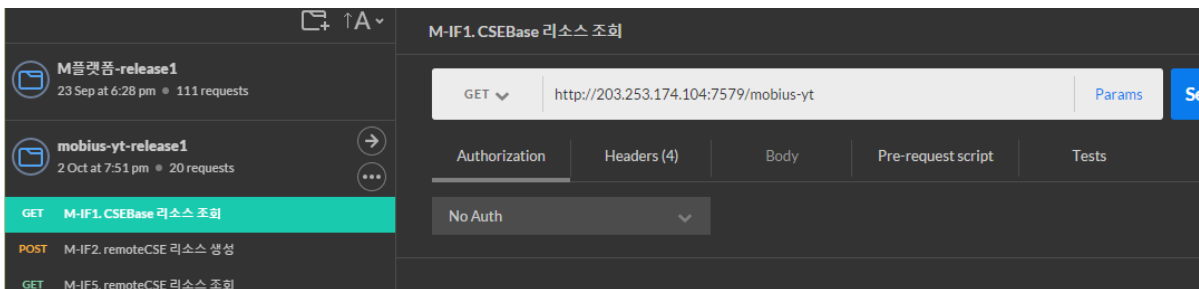 ↑A
M플랫폼-release1
23 Sep at 6:28 pm ● 111 requests
mobius-yt-release1
2 Oct at 7:51 pm ● 20 requests
GET M-IF1. CSEBase 리소스 조회
POST M-IF2. remoteCSE 리소스 생성
GET M-IF5. remoteCSE 리소스 조회
M-IF1. CSEBase 리소스 조회
GET http://203.253.174.104:7579/mobius-yt Params Se
Authorization Headers (4) Body Pre-request script Tests
No Auth